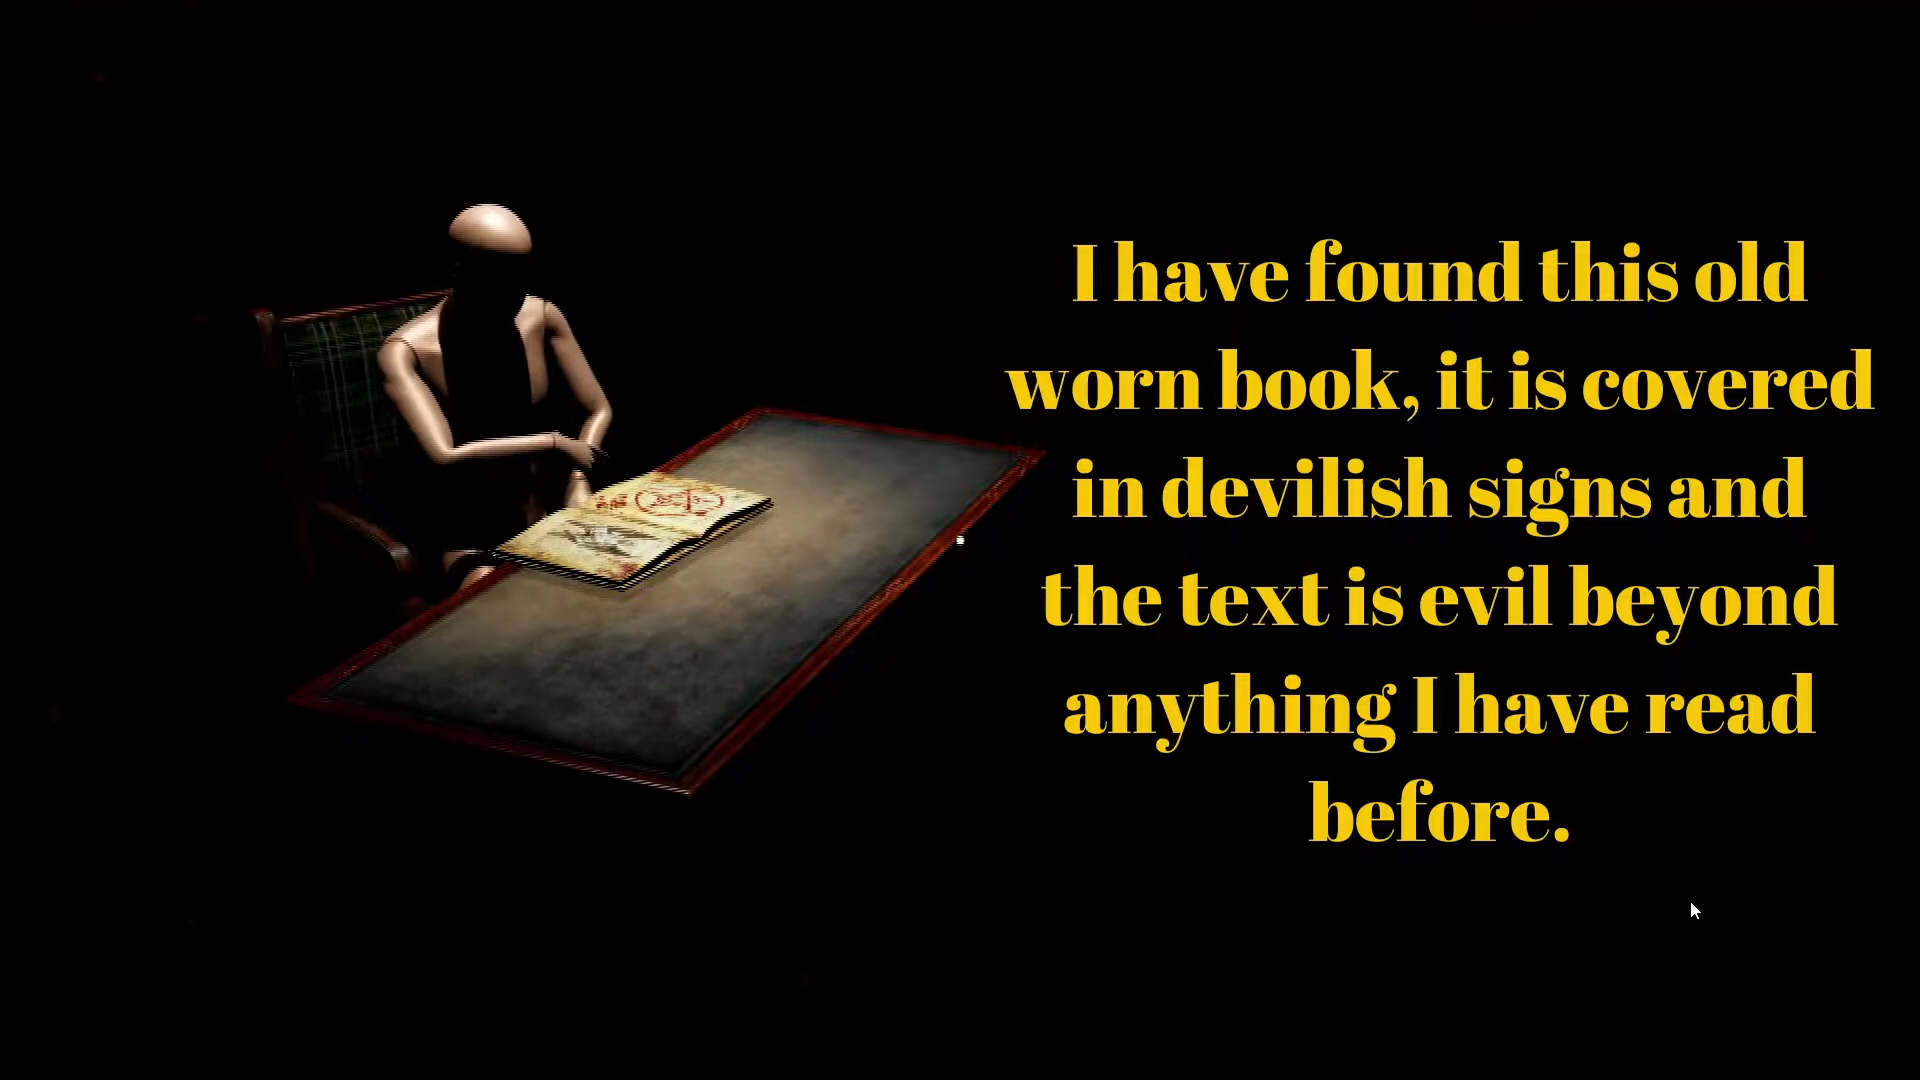 I have found this old
worn book, it is covered
in devilish signs and
the text is evil beyond
anything I have read
before.